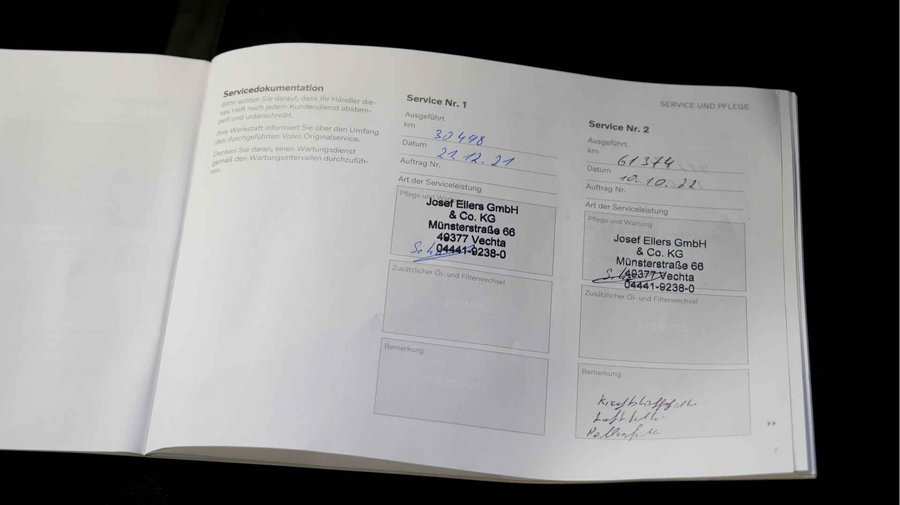 Servicedokumentation
Bitte achten Sie darauf, dass Ihr Händler die-
ses Heft nach jedem Kundendienst abstem-
pelt und unterschreibt.
Ihre Werkstatt informiert Sie über den Umfang
des durchgeführten Volvo Originalservice.
Denken Sie daran, einen Wartungsdienst
gemäß den Wartungsintervallen durchzufüh-
ren.
Service Nr. 1
Ausgeführt
km
30498
Datum 21.12.21
Auftrag Nr.
Art der Serviceleistung
Pflege und Wartung
Josef Ellers GmbH
& Co. KG
Münsterstraße 66
49377 Vechta
04441-9238-0
Zusätzlicher Öl- und Filterwechsel
STEMPEL
Bemerkung
STEMPEL
SERVICE UND PFLEGE
Service Nr. 2
Ausgeführt
km
61374
Datum 10.10.22
Auftrag Nr.
Art der Serviceleistung
Pflege und Wartung
Josef Ellers GmbH
& Co. KG
Münsterstraße 66
49377 Vechta
04441-9238-0
Zusätzlicher Öl- und Filterwechsel
STEMPEL
Bemerkung
▸▸
7